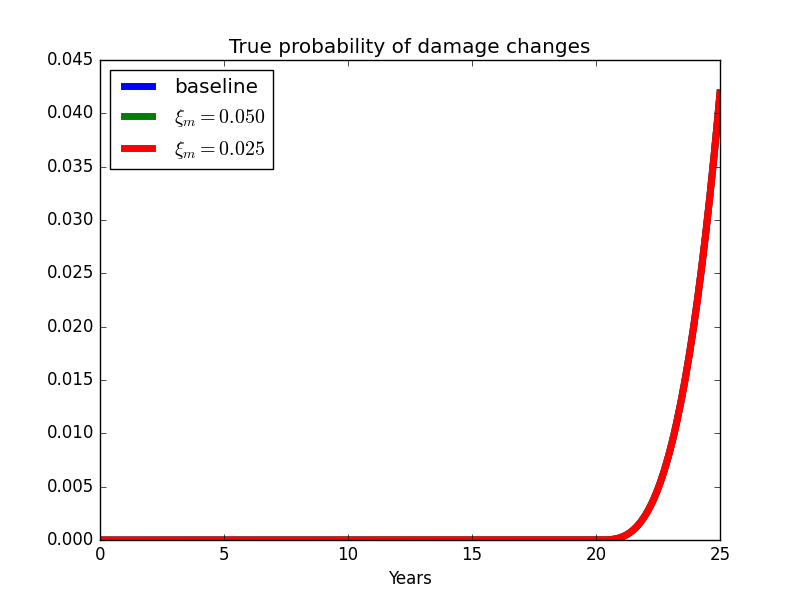 True probability of damage changes
0.045
0.040
0.035
0.030
0.025
0.020
0.015
0.010
0.005
0.000
baseline
ξₘ = 0.050
ξₘ = 0.025
0 5 10 15 20 25
Years